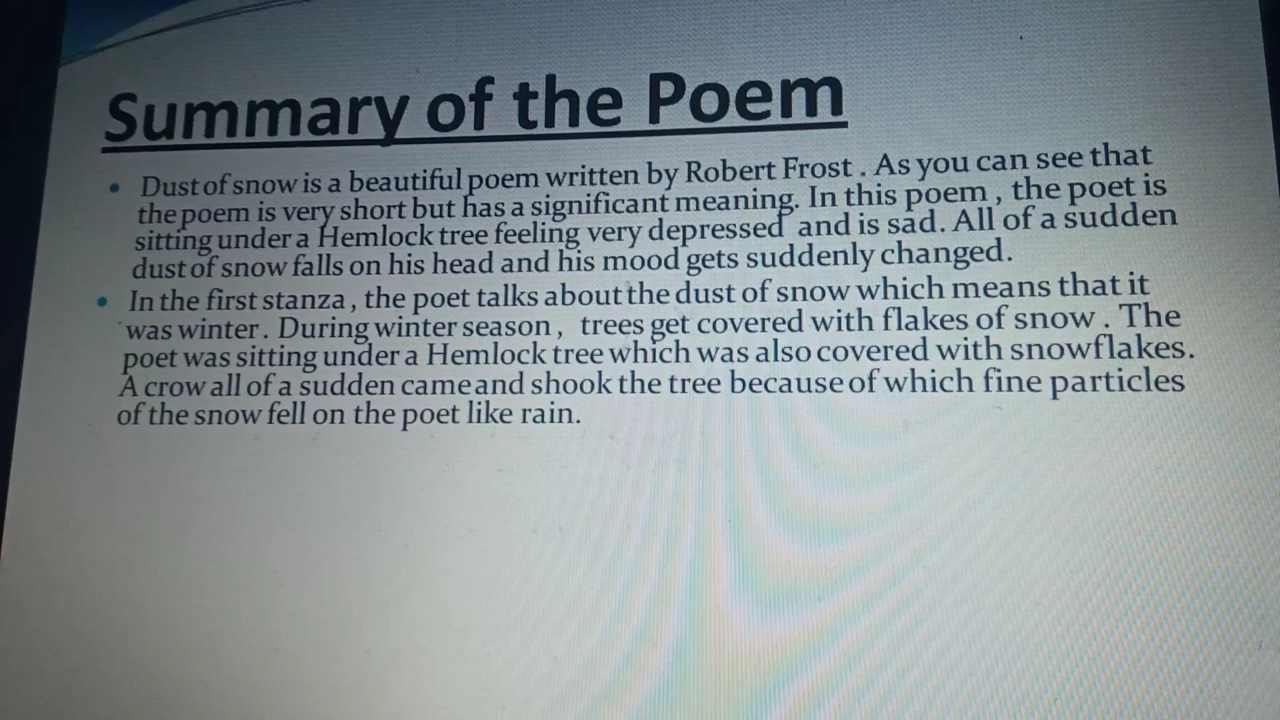 Summary of the Poem
• Dust of snow is a beautiful poem written by Robert Frost . As you can see that
the poem is very short but has a significant meaning. In this poem , the poet is
sitting under a Hemlock tree feeling very depressed and is sad. All of a sudden
dust of snow falls on his head and his mood gets suddenly changed.
• In the first stanza , the poet talks about the dust of snow which means that it
was winter . During winter season , trees get covered with flakes of snow . The
poet was sitting under a Hemlock tree which was also covered with snowflakes.
A crow all of a sudden came and shook the tree because of which fine particles
of the snow fell on the poet like rain.